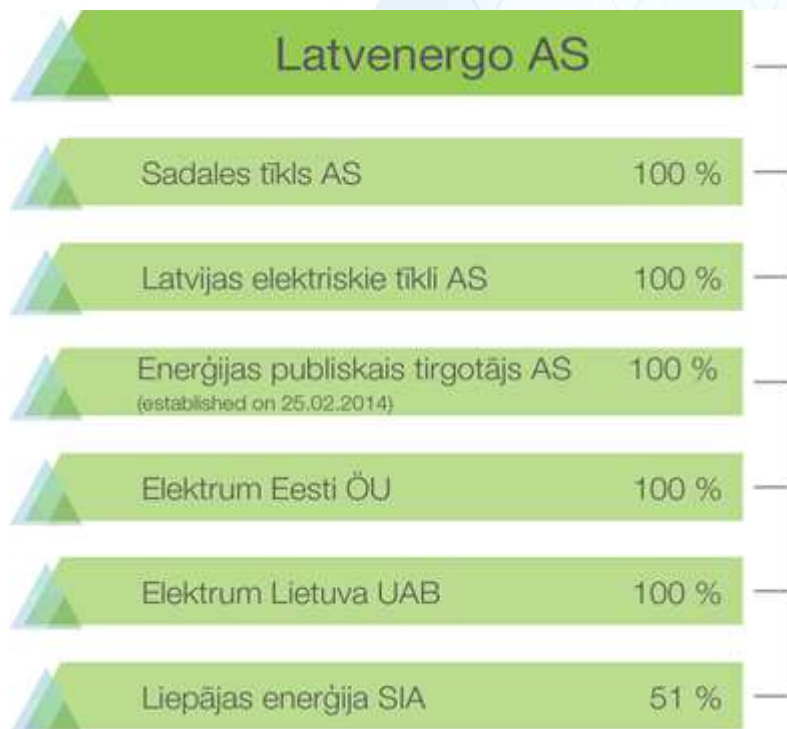 Latvenergo AS
Sadales tīkls AS 100 %
Latvijas elektriskie tīkli AS 100 %
Enerģijas publiskais tirgotājs AS 100 %
(established on 25.02.2014)
Elektrum Eesti ÖU 100 %
Elektrum Lietuva UAB 100 %
Liepājas enerģija SIA 51 %